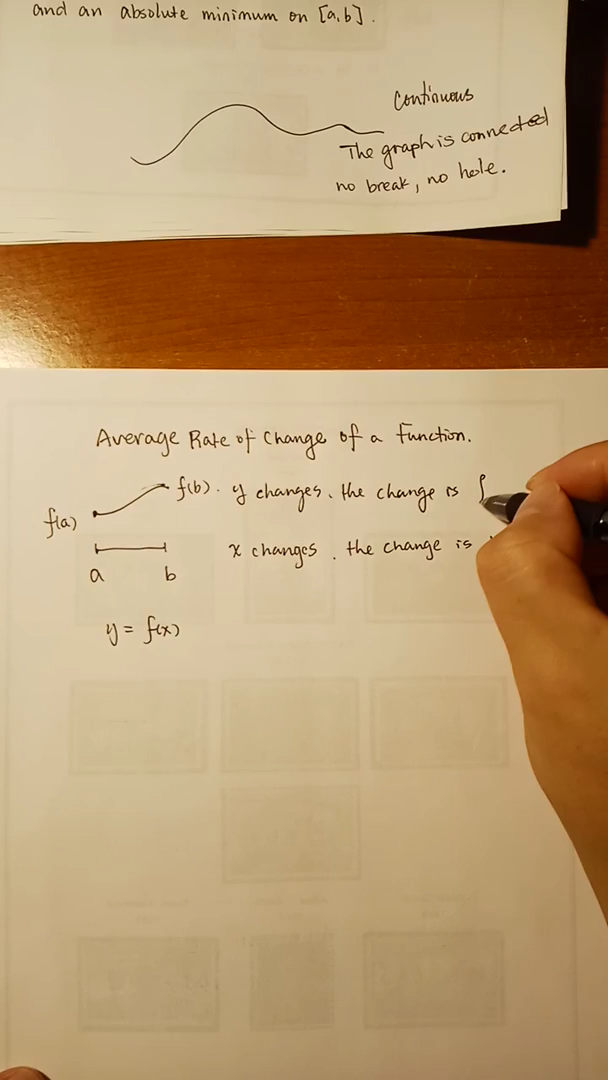 and an absolute minimum on [a,b].
Continuous
The graph is connected
no break, no hole.
Average Rate of Change of a Function.
f(a)
f(b). y changes. the change is f
a b
x changes. the change is
y = f(x)